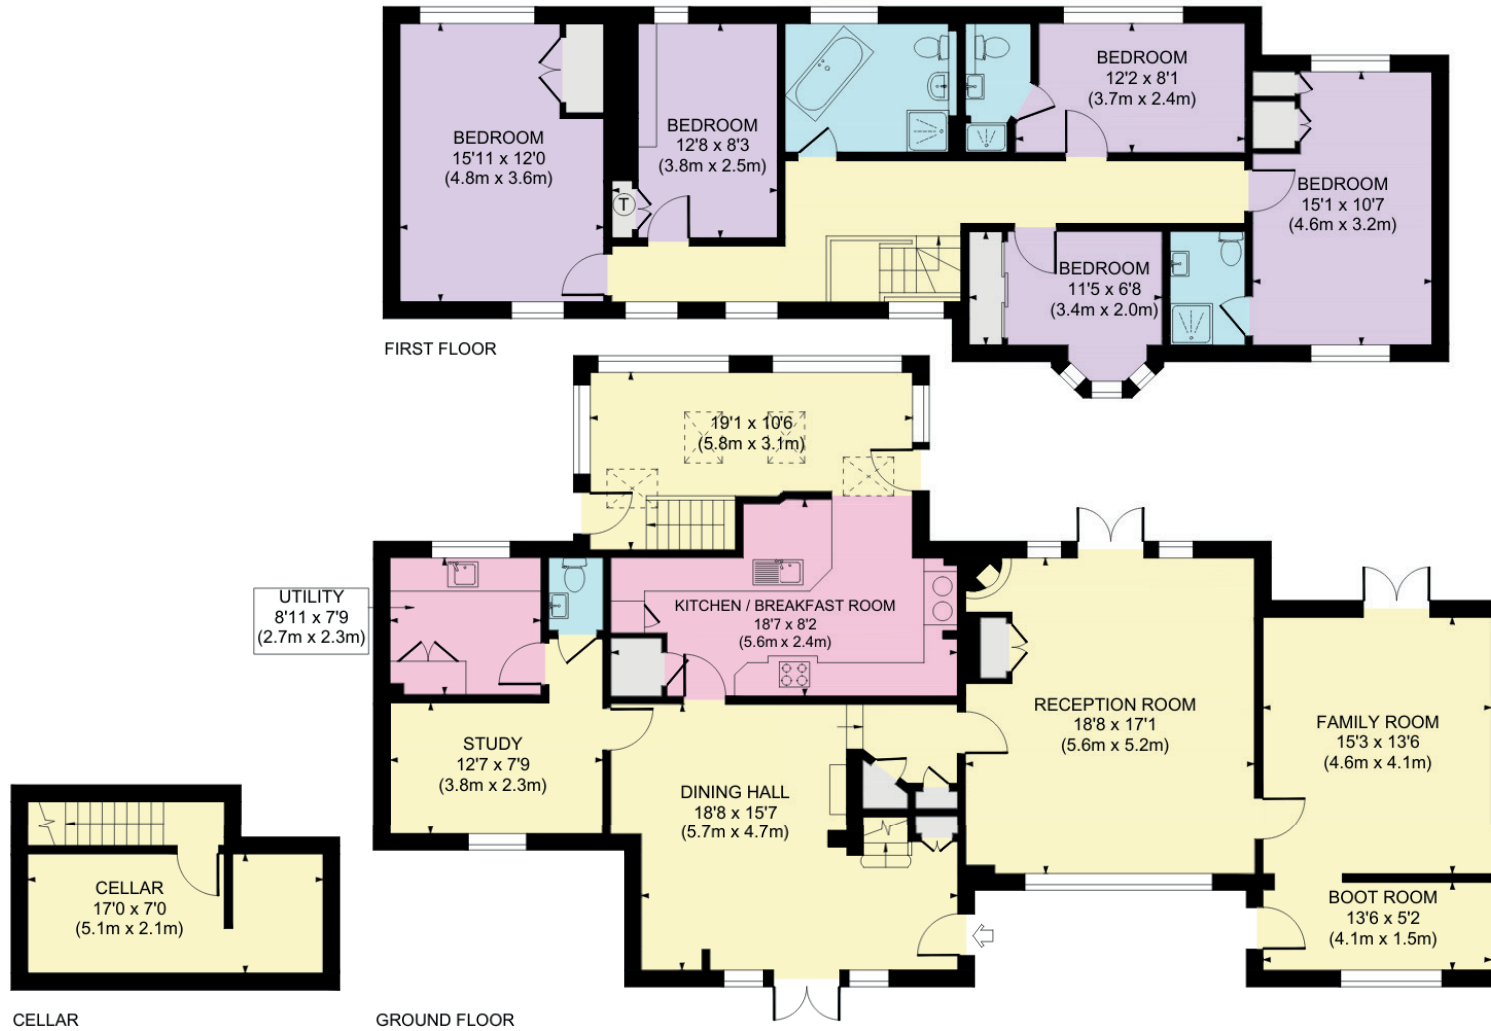 BEDROOM
15'11 x 12'0
(4.8m x 3.6m)
BEDROOM
12'8 x 8'3
(3.8m x 2.5m)
T
BEDROOM
12'2 x 8'1
(3.7m x 2.4m)
BEDROOM
15'1 x 10'7
(4.6m x 3.2m)
BEDROOM
11'5 x 6'8
(3.4m x 2.0m)
FIRST FLOOR
19'1 x 10'6
(5.8m x 3.1m)
UTILITY
8'11 x 7'9
(2.7m x 2.3m)
KITCHEN / BREAKFAST ROOM
18'7 x 8'2
(5.6m x 2.4m)
RECEPTION ROOM
18'8 x 17'1
(5.6m x 5.2m)
FAMILY ROOM
15'3 x 13'6
(4.6m x 4.1m)
STUDY
12'7 x 7'9
(3.8m x 2.3m)
DINING HALL
18'8 x 15'7
(5.7m x 4.7m)
CELLAR
17'0 x 7'0
(5.1m x 2.1m)
BOOT ROOM
13'6 x 5'2
(4.1m x 1.5m)
CELLAR
GROUND FLOOR